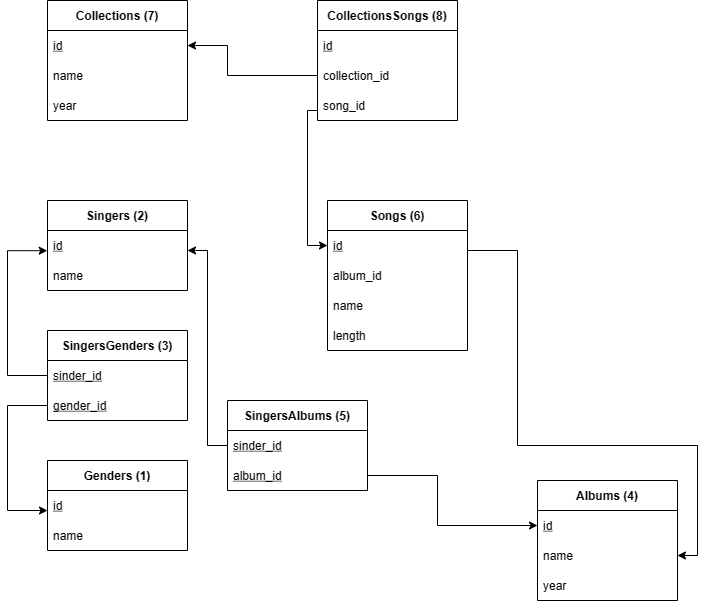 Collections (7)
id
name
year
CollectionsSongs (8)
id
collection_id
song_id
Singers (2)
id
name
Songs (6)
id
album_id
name
length
SingersGenders (3)
sinder_id
gender_id
SingersAlbums (5)
sinder_id
album_id
Genders (1)
id
name
Albums (4)
id
name
year